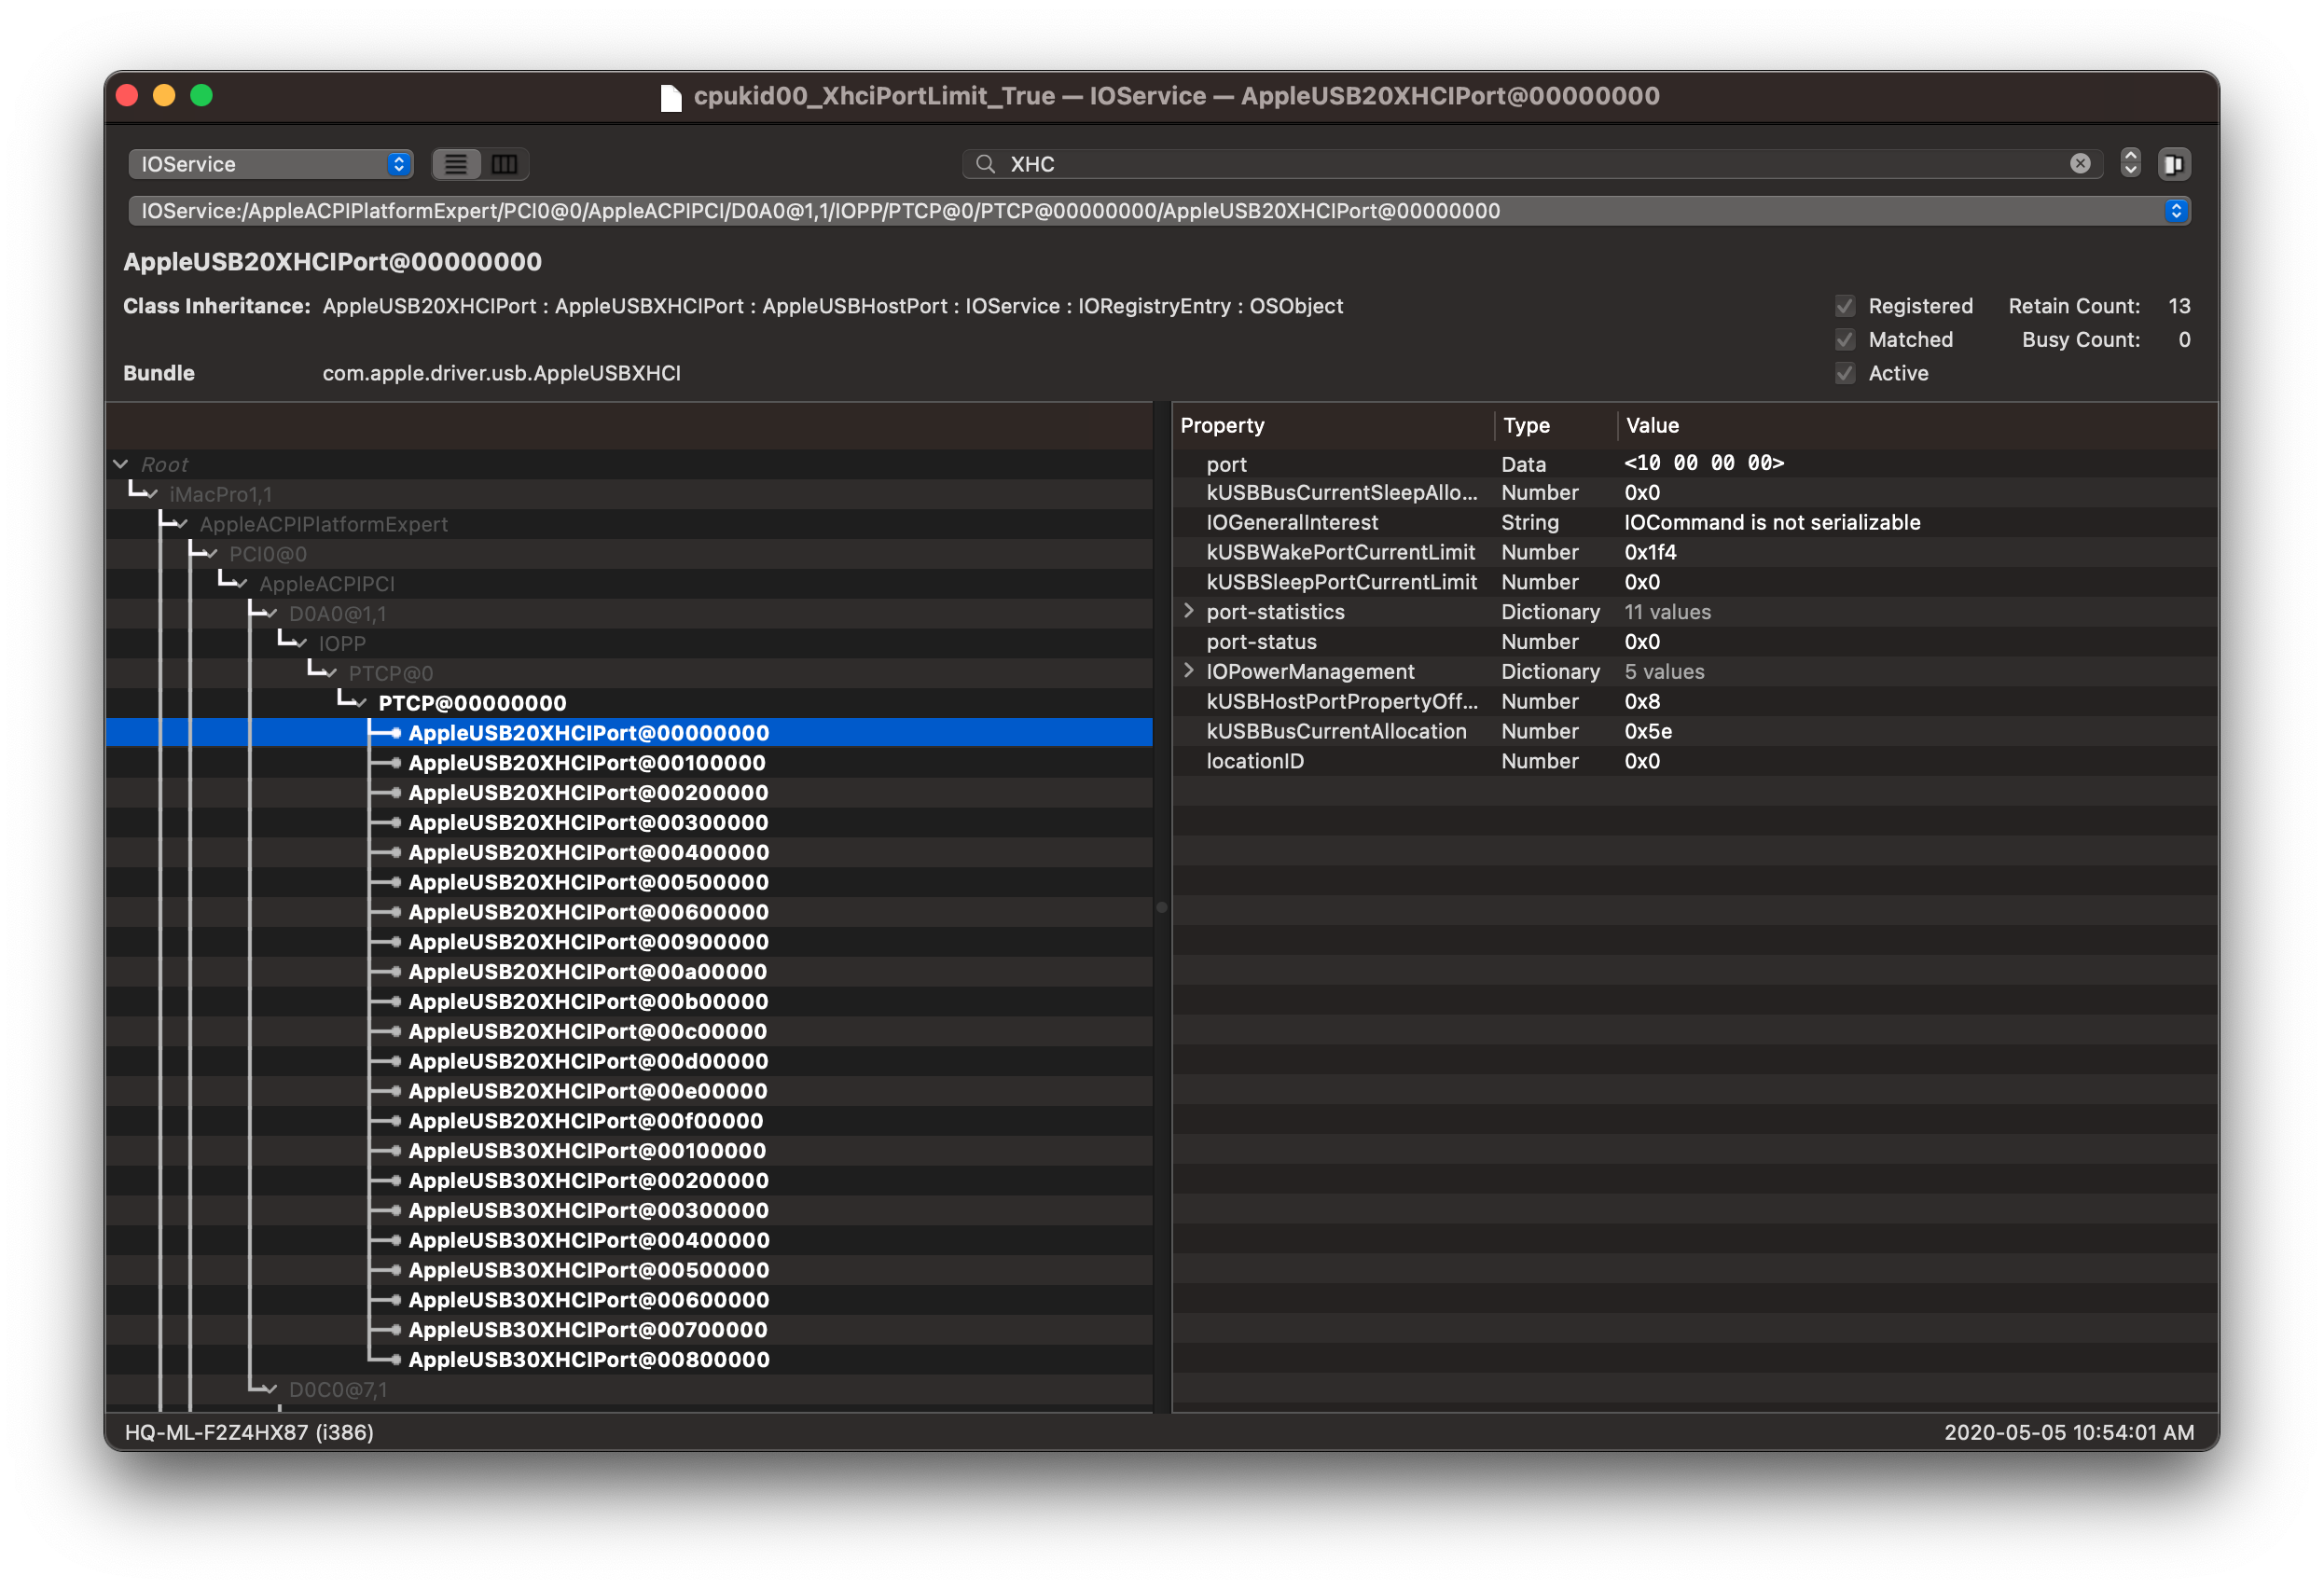 cpukid00_XhciPortLimit_True — IOService — AppleUSB20XHCIPort@00000000
IOService
XHC
IOService:/AppleACPIPlatformExpert/PCI0@0/AppleACPIPCI/D0A0@1,1/IOPP/PTCP@0/PTCP@00000000/AppleUSB20XHCIPort@00000000
AppleUSB20XHCIPort@00000000
Class Inheritance: AppleUSB20XHCIPort : AppleUSBXHCIPort : AppleUSBHostPort : IOService : IORegistryEntry : OSObject
Registered Retain Count: 13
Matched Busy Count: 0
Bundle com.apple.driver.usb.AppleUSBXHCI
Active
Root
iMacPro1,1
AppleACPIPlatformExpert
PCI0@0
AppleACPIPCI
D0A0@1,1
IOPP
PTCP@0
PTCP@00000000
AppleUSB20XHCIPort@00000000
AppleUSB20XHCIPort@00100000
AppleUSB20XHCIPort@00200000
AppleUSB20XHCIPort@00300000
AppleUSB20XHCIPort@00400000
AppleUSB20XHCIPort@00500000
AppleUSB20XHCIPort@00600000
AppleUSB20XHCIPort@00900000
AppleUSB20XHCIPort@00a00000
AppleUSB20XHCIPort@00b00000
AppleUSB20XHCIPort@00c00000
AppleUSB20XHCIPort@00d00000
AppleUSB20XHCIPort@00e00000
AppleUSB20XHCIPort@00f00000
AppleUSB30XHCIPort@00100000
AppleUSB30XHCIPort@00200000
AppleUSB30XHCIPort@00300000
AppleUSB30XHCIPort@00400000
AppleUSB30XHCIPort@00500000
AppleUSB30XHCIPort@00600000
AppleUSB30XHCIPort@00700000
AppleUSB30XHCIPort@00800000
D0C0@7,1
Property Type Value
port Data <10 00 00 00>
kUSBBusCurrentSleepAllo... Number 0x0
IOGeneralInterest String IOCommand is not serializable
kUSBWakePortCurrentLimit Number 0x1f4
kUSBSleepPortCurrentLimit Number 0x0
port-statistics Dictionary 11 values
port-status Number 0x0
IOPowerManagement Dictionary 5 values
kUSBHostPortPropertyOff... Number 0x8
kUSBBusCurrentAllocation Number 0x5e
locationID Number 0x0
HQ-ML-F2Z4HX87 (i386)
2020-05-05 10:54:01 AM